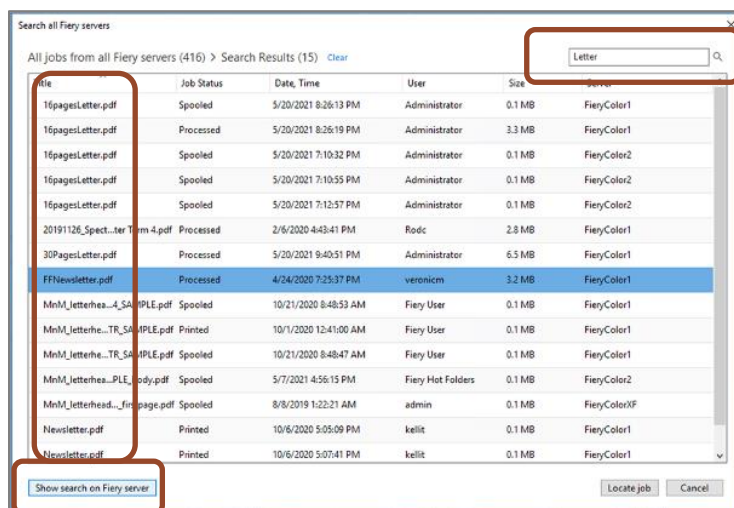 Search all Fiery servers
All jobs from all Fiery servers (416) > Search Results (15) Clear Letter
Title Job Status Date, Time User Size Server
16pagesLetter.pdf Spooled 5/20/2021 8:26:13 PM Administrator 0.1 MB FieryColor1
16pagesLetter.pdf Processed 5/20/2021 8:26:19 PM Administrator 3.3 MB FieryColor1
16pagesLetter.pdf Spooled 5/20/2021 7:10:32 PM Administrator 0.1 MB FieryColor2
16pagesLetter.pdf Spooled 5/20/2021 7:10:55 PM Administrator 0.1 MB FieryColor2
16pagesLetter.pdf Spooled 5/20/2021 7:12:57 PM Administrator 0.1 MB FieryColor2
20191126_Spect...ter Term 4.pdf Processed 2/6/2020 4:43:41 PM Rodc 2.8 MB FieryColor1
30PagesLetter.pdf Processed 5/20/2021 9:40:51 PM Administrator 6.5 MB FieryColor1
FFNewsletter.pdf Processed 4/24/2020 7:25:37 PM veronicm 3.2 MB FieryColor1
MnM_letterhea...4_SAMPLE.pdf Spooled 10/21/2020 8:48:53 AM Fiery User 0.1 MB FieryColor1
MnM_letterhe...TR_SAMPLE.pdf Printed 10/1/2020 12:41:00 AM Fiery User 0.1 MB FieryColor1
MnM_letterhe...TR_SAMPLE.pdf Spooled 10/21/2020 8:48:47 AM Fiery User 0.1 MB FieryColor1
MnM_letterhea...PLE_body.pdf Spooled 5/7/2021 4:56:15 PM Fiery Hot Folders 0.1 MB FieryColor2
MnM_letterhead..._firstpage.pdf Spooled 8/8/2019 1:22:21 AM admin 0.1 MB FieryColorXF
Newsletter.pdf Printed 10/6/2020 5:05:09 PM kellit 0.1 MB FieryColor1
Newsletter.pdf Printed 10/6/2020 5:07:41 PM kellit 0.1 MB FieryColor1
Show search on Fiery server Locate job Cancel